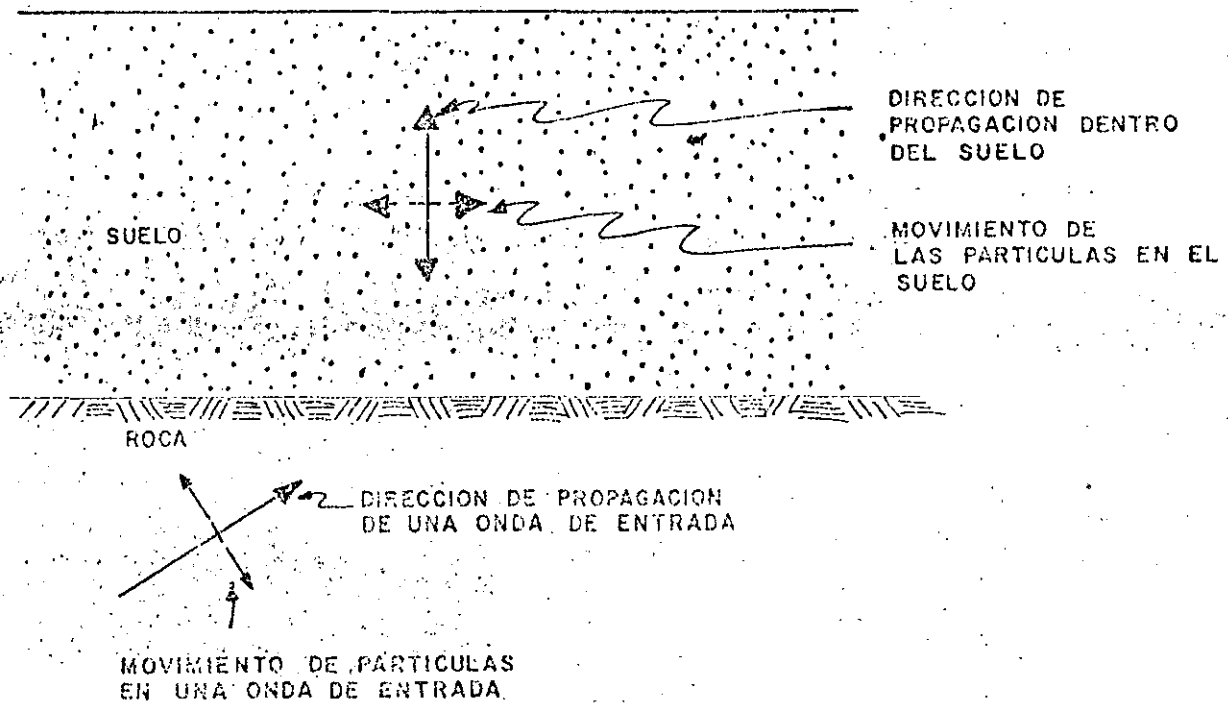 DIRECCION DE
PROPAGACION DENTRO
DEL SUELO
SUELO
MOVIMIENTO DE
LAS PARTICULAS EN EL
SUELO
ROCA
DIRECCION DE PROPAGACION
DE UNA ONDA DE ENTRADA
MOVIMIENTO DE PARTICULAS
EN UNA ONDA DE ENTRADA